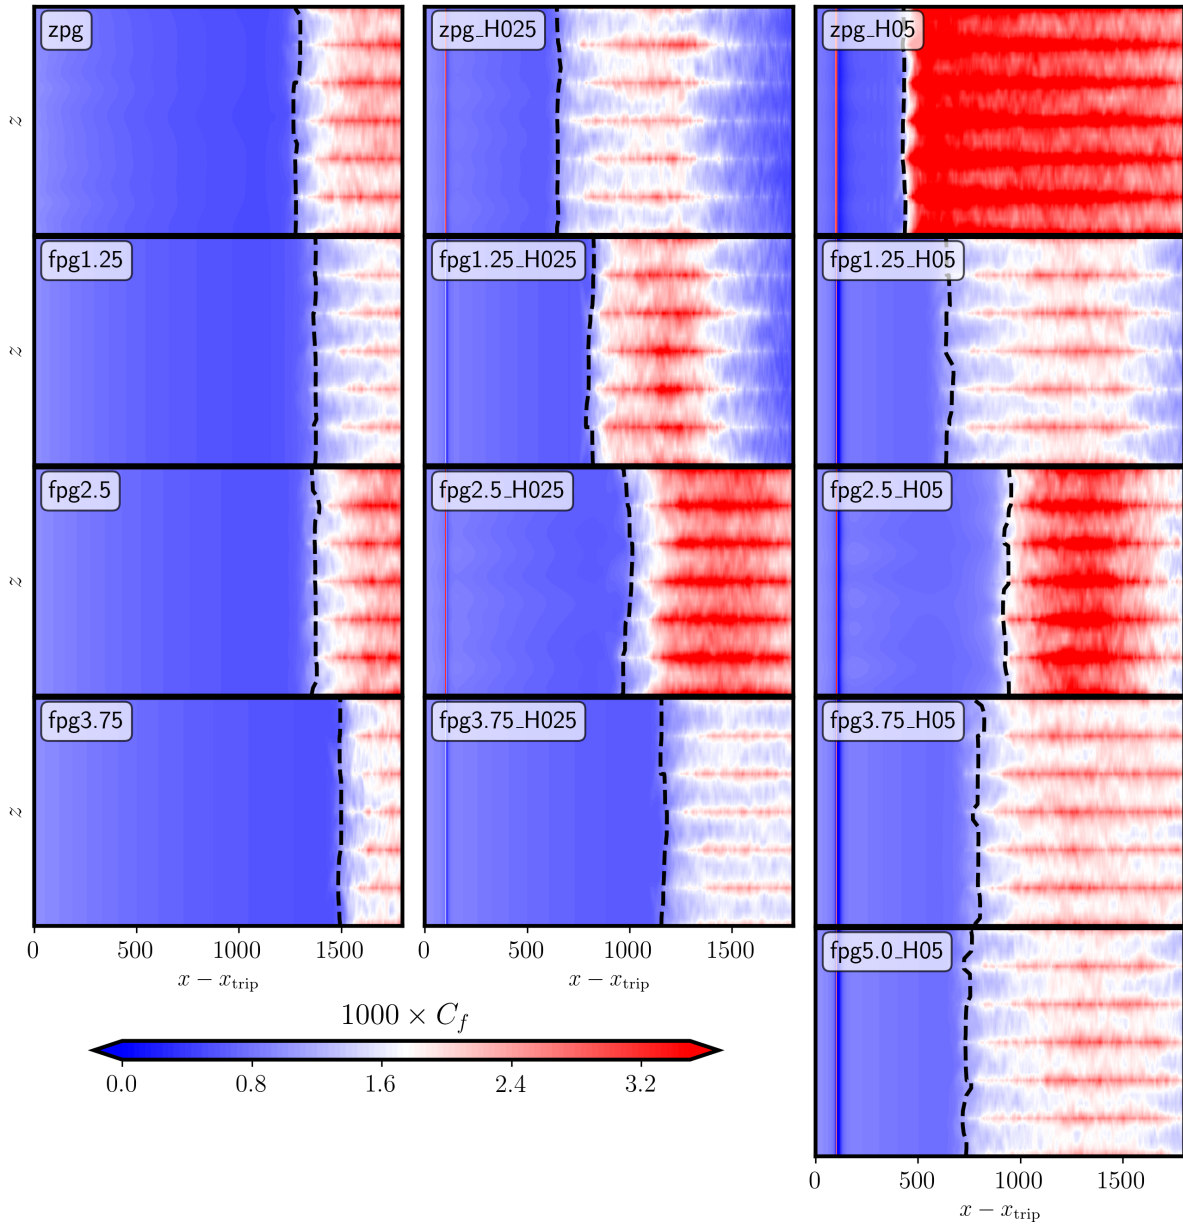 zpg
zpg_H025
zpg_H05
z
fpg1.25
fpg1.25_H025
fpg1.25_H05
z
fpg2.5
fpg2.5_H025
fpg2.5_H05
z
fpg3.75
fpg3.75_H025
fpg3.75_H05
z
0 500 1000 1500
0 500 1000 1500
x − x_trip
x − x_trip
fpg5.0_H05
1000 × C_f
0.0 0.8 1.6 2.4 3.2
0 500 1000 1500
x − x_trip